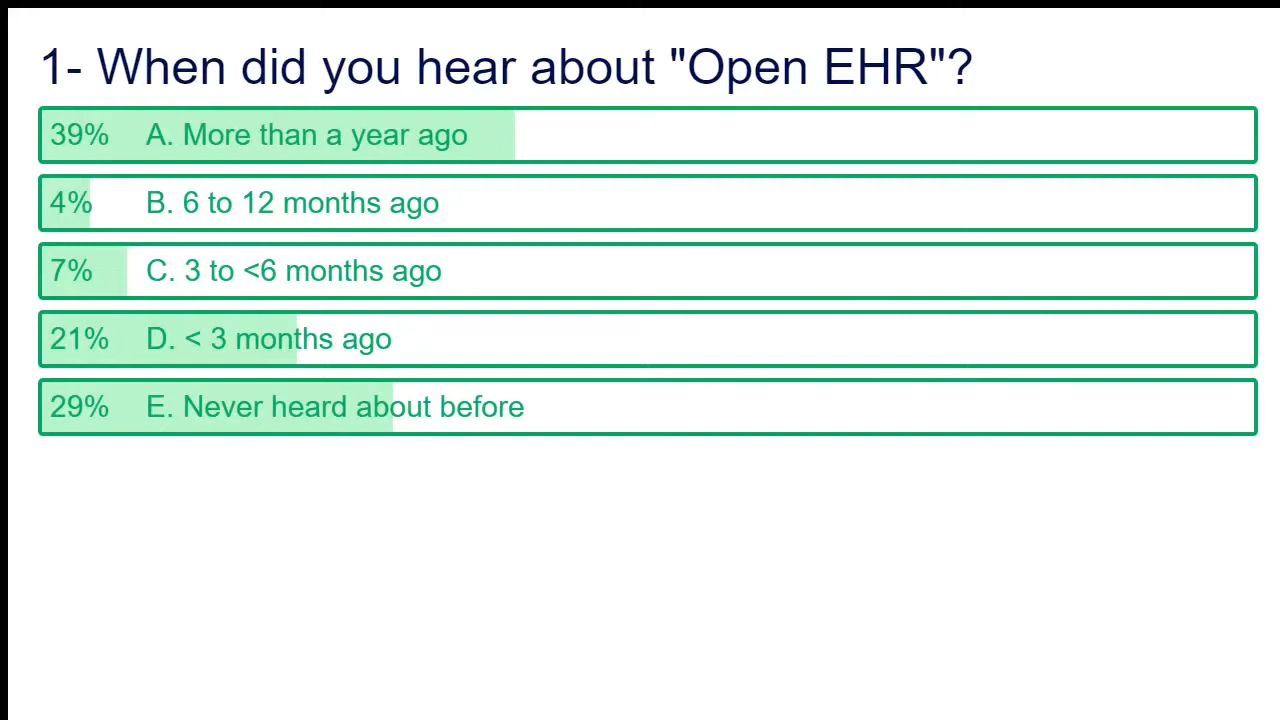 1- When did you hear about "Open EHR"?
39% A. More than a year ago
4% B. 6 to 12 months ago
7% C. 3 to <6 months ago
21% D. < 3 months ago
29% E. Never heard about before